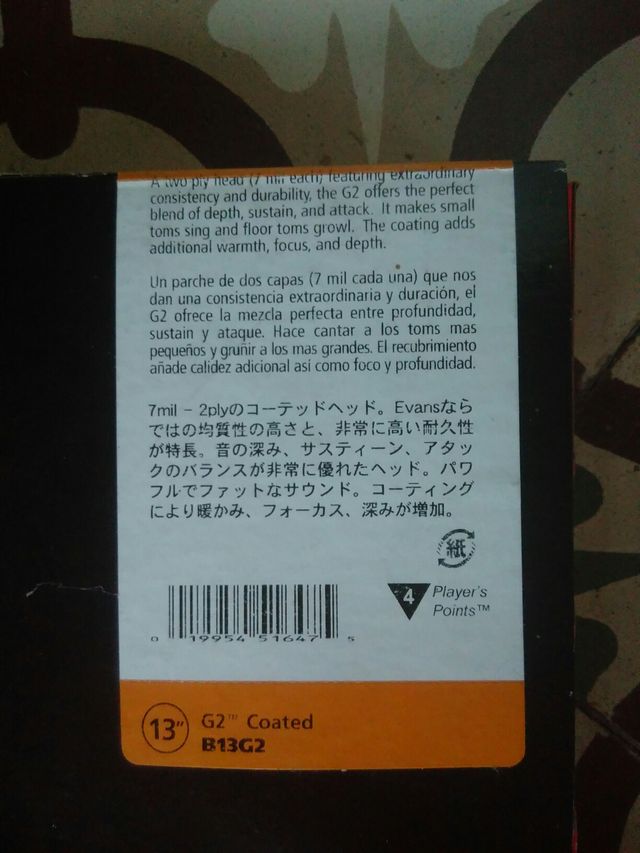 A two ply head (7 mil each) featuring extraordinary
consistency and durability, the G2 offers the perfect
blend of depth, sustain, and attack. It makes small
toms sing and floor toms growl. The coating adds
additional warmth, focus, and depth.
Un parche de dos capas (7 mil cada una) que nos
dan una consistencia extraordinaria y duración, el
G2 ofrece la mezcla perfecta entre profundidad,
sustain y ataque. Hace cantar a los toms mas
pequeños y gruñir a los mas grandes. El recubrimiento
añade calidez adicional así como foco y profundidad.
7mil - 2plyのコーテッドヘッド。Evansなら
ではの均質性の高さと、非常に高い耐久性
が特長。音の深み、サスティーン、アタッ
クのバランスが非常に優れたヘッド。パワ
フルでファットなサウンド。コーティング
により暖かみ、フォーカス、深みが増加。
紙
4 Player's
Points™
0 19954 51647 5
13" G2™ Coated
B13G2